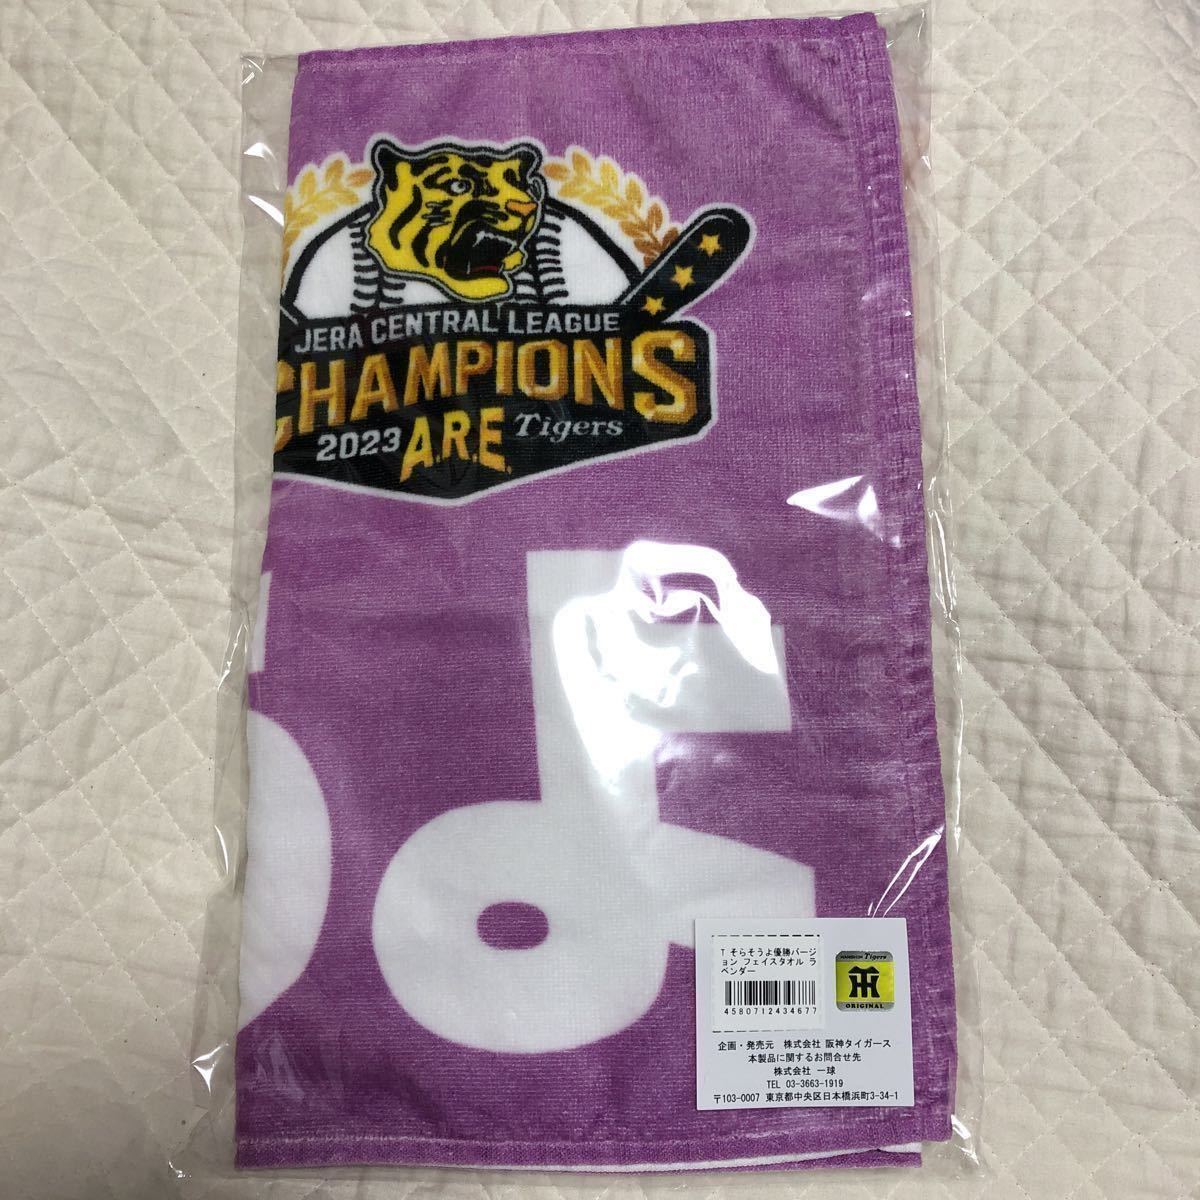 JERA CENTRAL LEAGUE
CHAMPIONS
2023 A.R.E. Tigers
よ
T そらそうよ優勝バージ
ョン フェイスタオル ラ
ベンダー
4580712434677
HANSHIN Tigers
ORIGINAL
企画・発売元 株式会社 阪神タイガース
本製品に関するお問合せ先
株式会社 一球
TEL 03-3663-1919
〒103-0007 東京都中央区日本橋浜町3-34-1